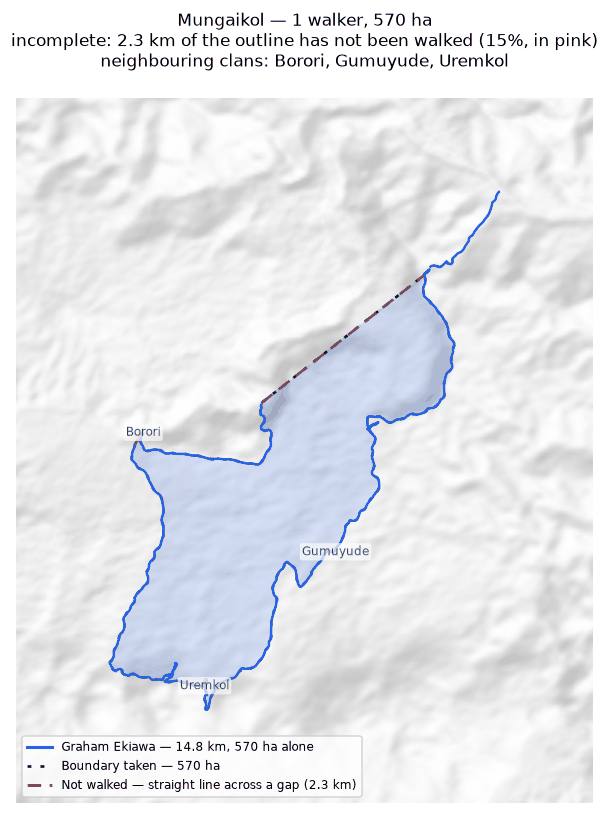 Mungaikol — 1 walker, 570 ha
incomplete: 2.3 km of the outline has not been walked (15%, in pink)
neighbouring clans: Borori, Gumuyude, Uremkol
Borori
Gumuyude
Uremkol
Graham Ekiawa — 14.8 km, 570 ha alone
Boundary taken — 570 ha
Not walked — straight line across a gap (2.3 km)